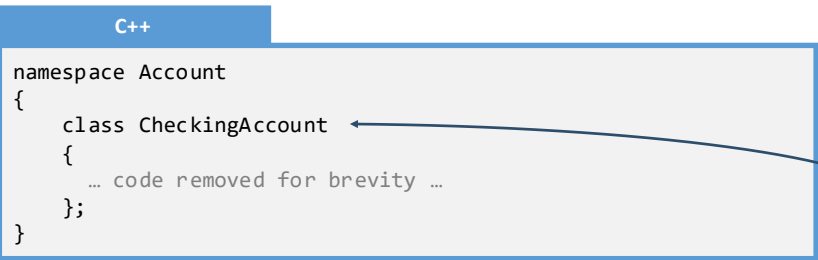 C++
namespace Account
{
    class CheckingAccount
    {
      … code removed for brevity …
    };
}